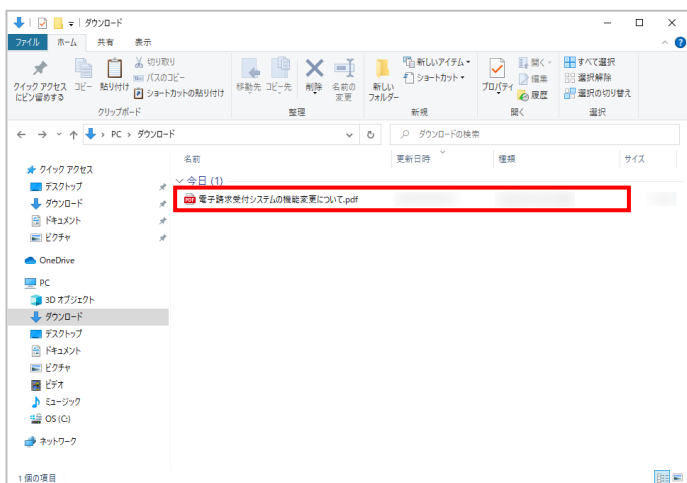 ダウンロード
ファイル ホーム 共有 表示
クイック アクセスにピン留めする
コピー
貼り付け
切り取り
パスのコピー
ショートカットの貼り付け
クリップボード
移動先
コピー先
削除
名前の変更
整理
新しいフォルダー
新しいアイテム
ショートカット
新規
プロパティ
開く
編集
履歴
開く
すべて選択
選択解除
選択の切り替え
選択
PC › ダウンロード
ダウンロードの検索
名前 更新日時 種類 サイズ
今日 (1)
PDF 電子請求受付システムの機能変更について.pdf
クイック アクセス
デスクトップ
ダウンロード
ドキュメント
ピクチャ
OneDrive
PC
3D オブジェクト
ダウンロード
デスクトップ
ドキュメント
ピクチャ
ビデオ
ミュージック
OS (C:)
ネットワーク
1 個の項目